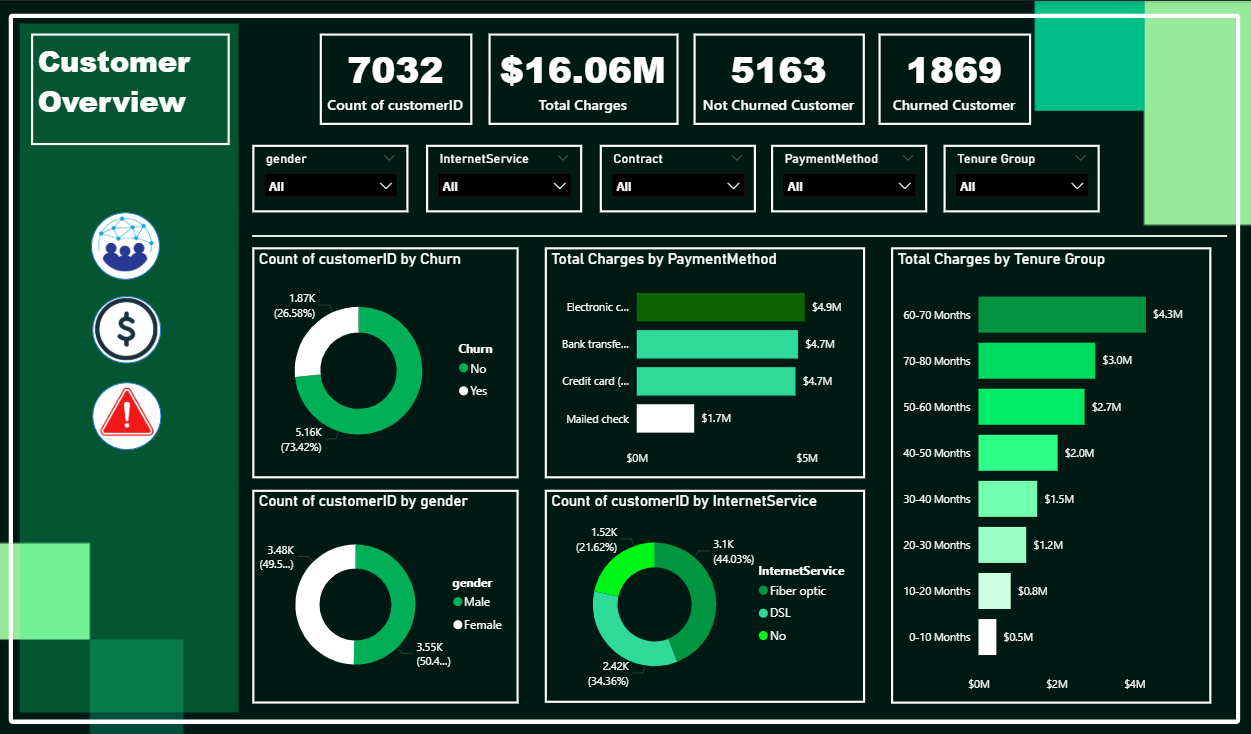 Customer
Overview
7032
Count of customerID
$16.06M
Total Charges
5163
Not Churned Customer
1869
Churned Customer
gender
All
InternetService
All
Contract
All
PaymentMethod
All
Tenure Group
All
$
!
Count of customerID by Churn
1.87K
(26.58%)
5.16K
(73.42%)
Churn
No
Yes
Total Charges by PaymentMethod
Electronic c... $4.9M
Bank transfe... $4.7M
Credit card (... $4.7M
Mailed check $1.7M
$0M $5M
Total Charges by Tenure Group
60-70 Months $4.3M
70-80 Months $3.0M
50-60 Months $2.7M
40-50 Months $2.0M
30-40 Months $1.5M
20-30 Months $1.2M
10-20 Months $0.8M
0-10 Months $0.5M
$0M $2M $4M
Count of customerID by gender
3.48K
(49.5...)
3.55K
(50.4...)
gender
Male
Female
Count of customerID by InternetService
1.52K
(21.62%)
3.1K
(44.03%)
2.42K
(34.36%)
InternetService
Fiber optic
DSL
No